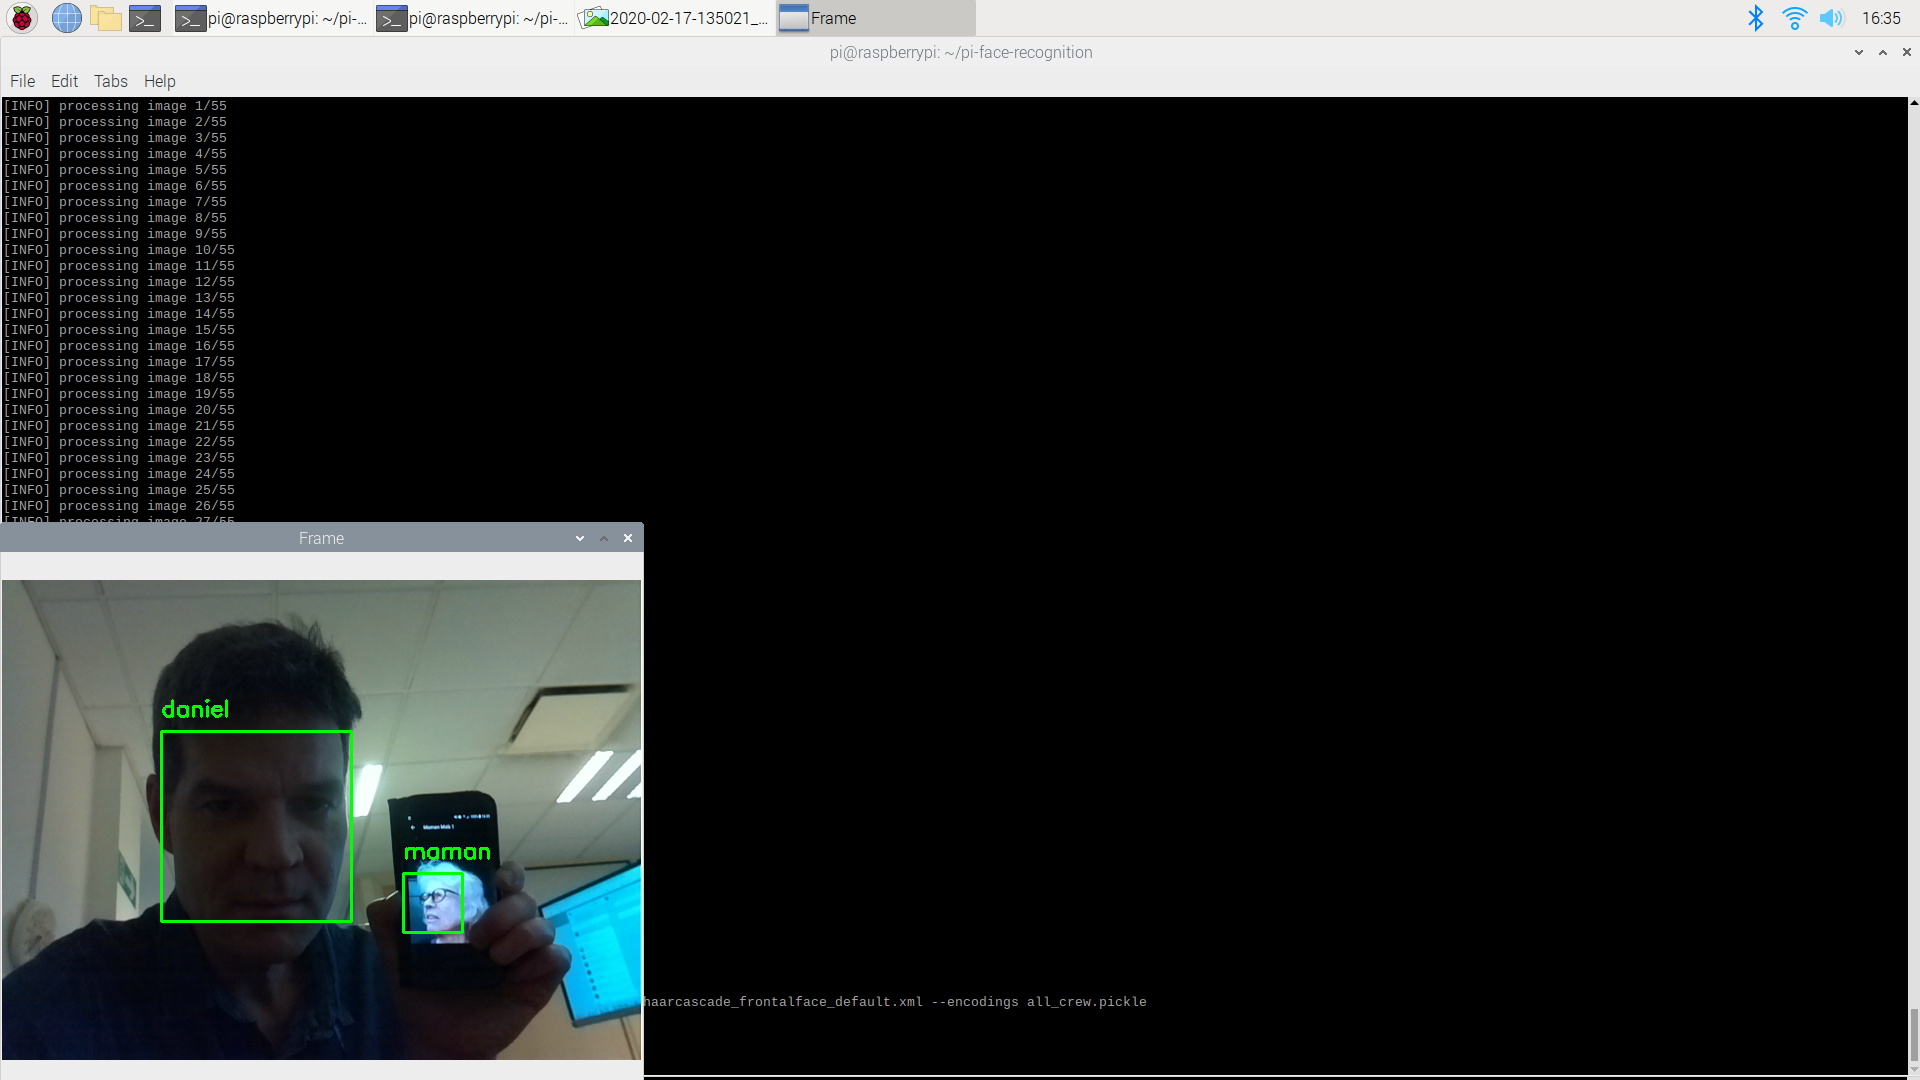 pi@raspberrypi: ~/pi-...
pi@raspberrypi: ~/pi-...
2020-02-17-135021_...
Frame
16:35
pi@raspberrypi: ~/pi-face-recognition
File Edit Tabs Help
[INFO] processing image 1/55
[INFO] processing image 2/55
[INFO] processing image 3/55
[INFO] processing image 4/55
[INFO] processing image 5/55
[INFO] processing image 6/55
[INFO] processing image 7/55
[INFO] processing image 8/55
[INFO] processing image 9/55
[INFO] processing image 10/55
[INFO] processing image 11/55
[INFO] processing image 12/55
[INFO] processing image 13/55
[INFO] processing image 14/55
[INFO] processing image 15/55
[INFO] processing image 16/55
[INFO] processing image 17/55
[INFO] processing image 18/55
[INFO] processing image 19/55
[INFO] processing image 20/55
[INFO] processing image 21/55
[INFO] processing image 22/55
[INFO] processing image 23/55
[INFO] processing image 24/55
[INFO] processing image 25/55
[INFO] processing image 26/55
[INFO] processing image 27/55
Frame
daniel
maman
haarcascade_frontalface_default.xml --encodings all_crew.pickle